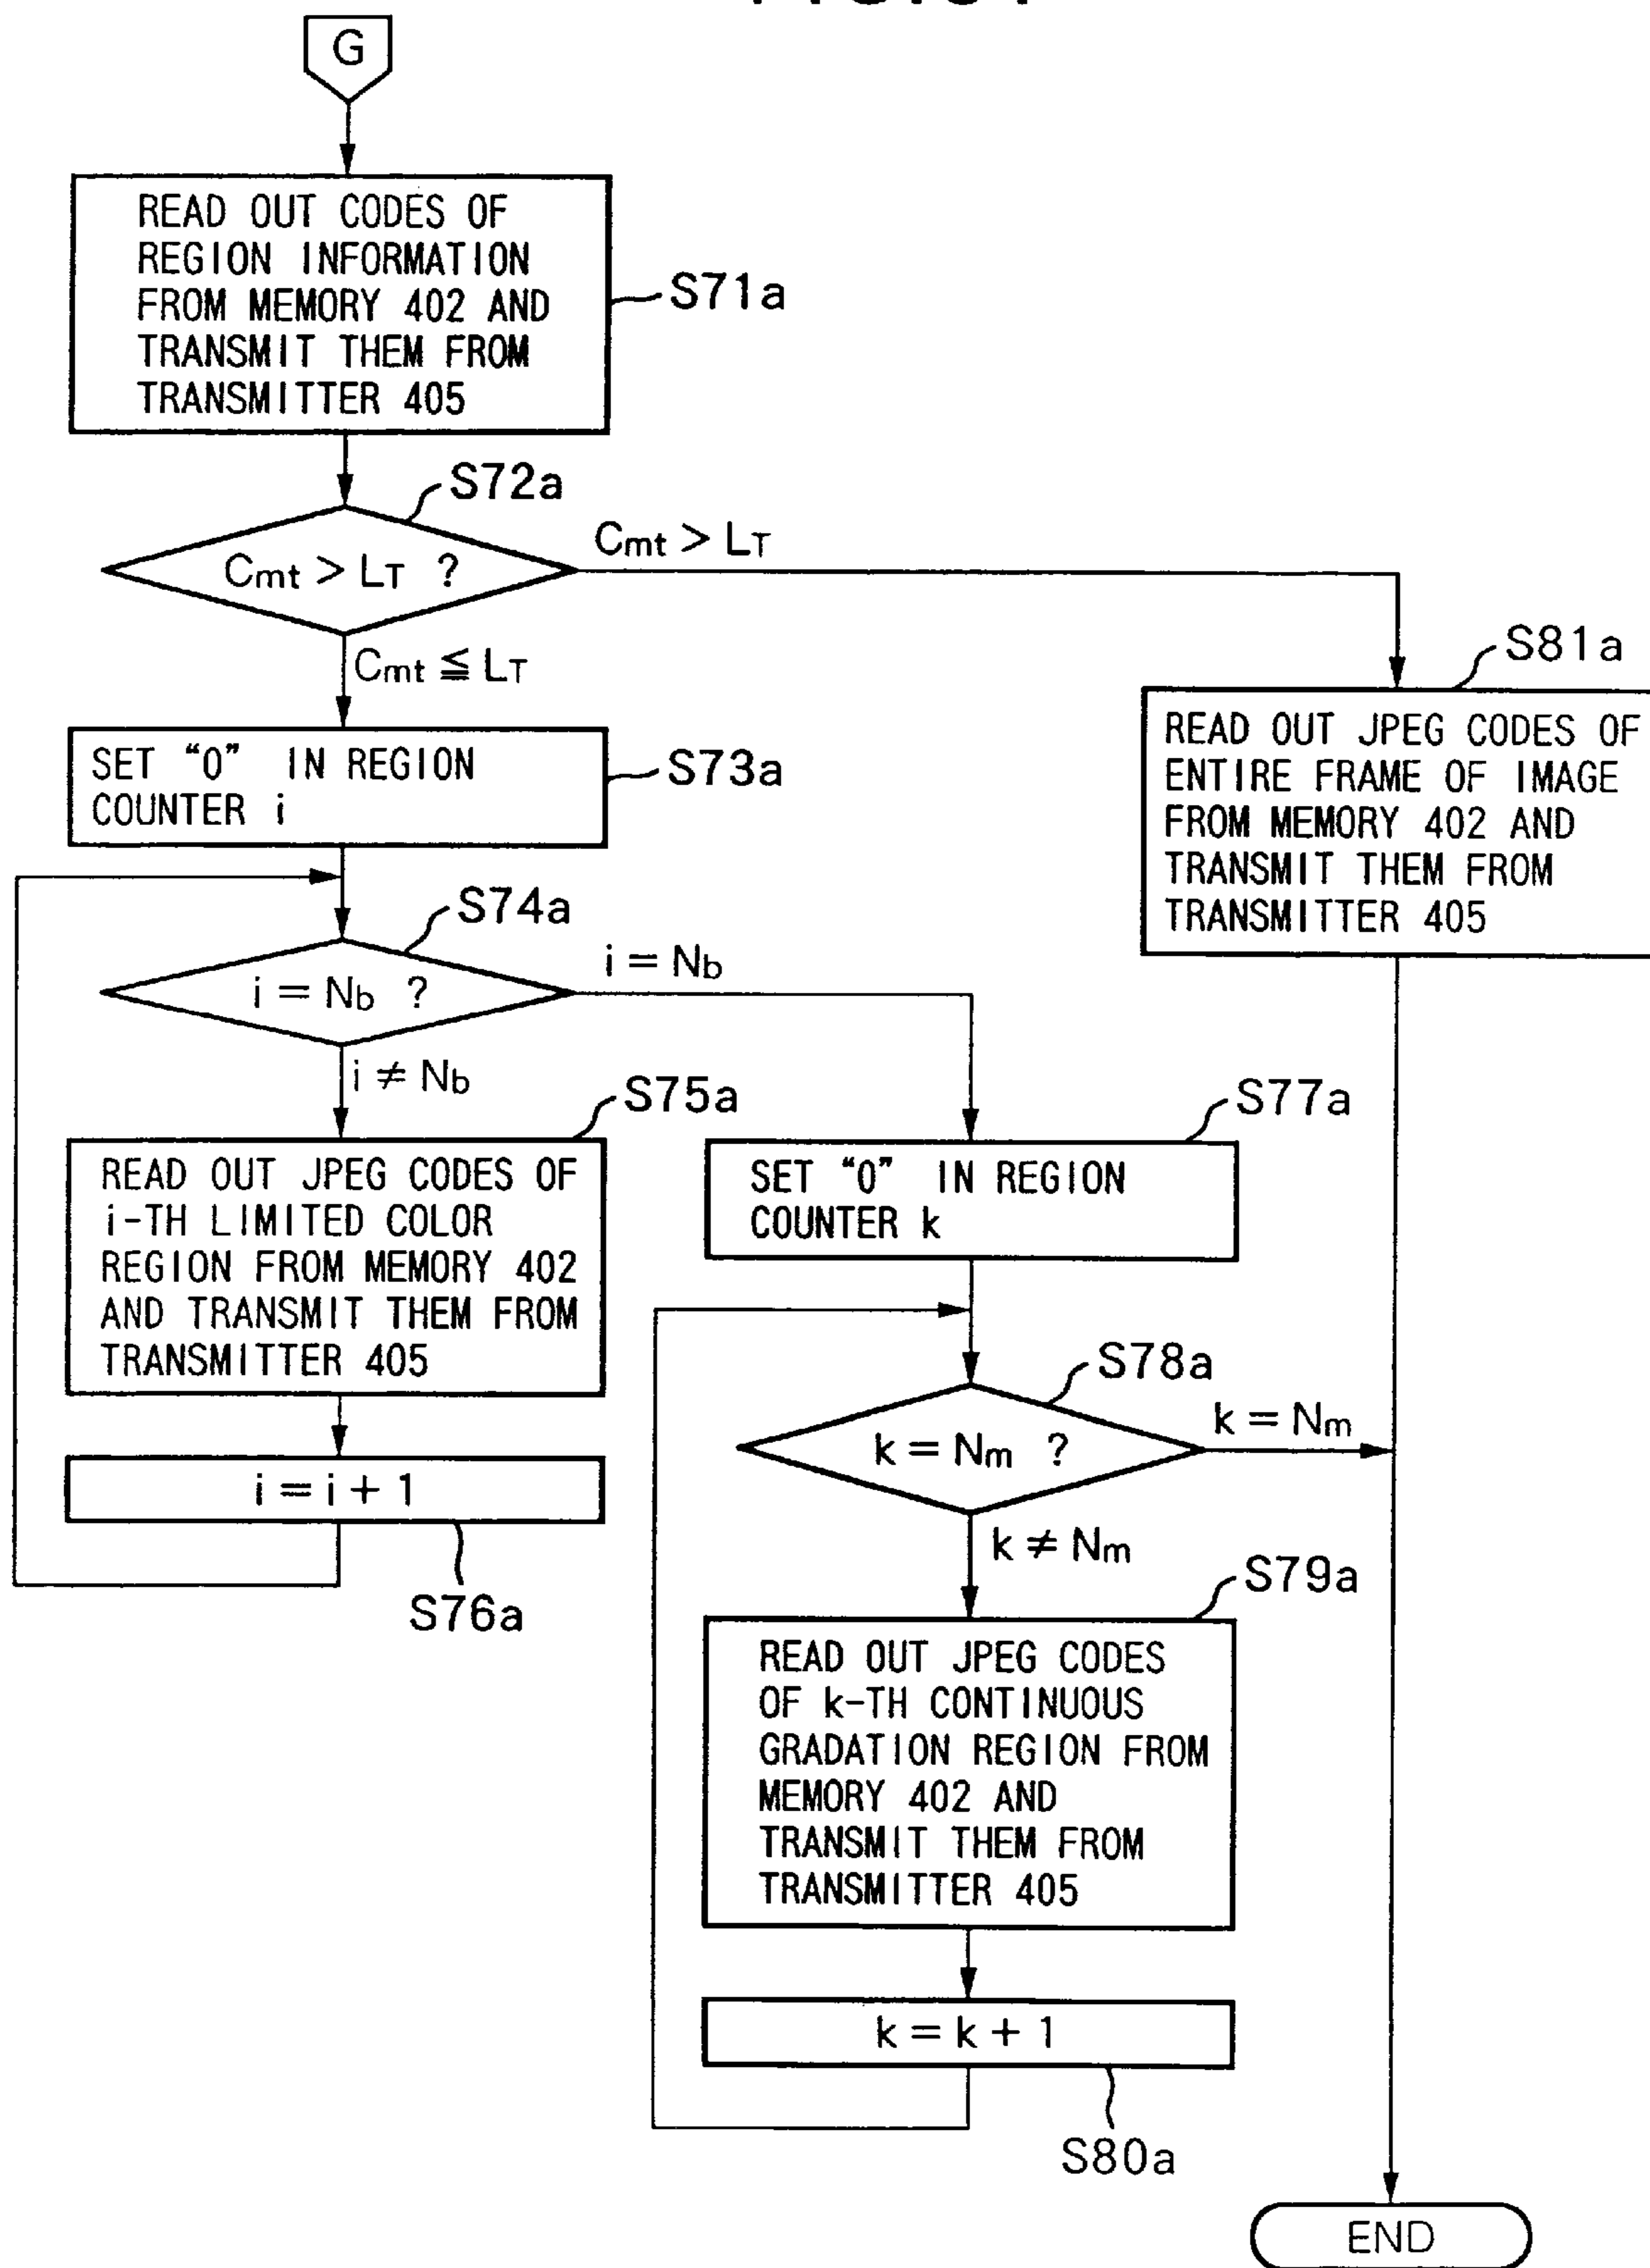 G
READ OUT CODES OF
REGION INFORMATION
FROM MEMORY 402 AND
TRANSMIT THEM FROM
TRANSMITTER 405
S71a
S72a
Cmt > LT ?
Cmt > LT
Cmt ≦ LT
S81a
READ OUT JPEG CODES OF
ENTIRE FRAME OF IMAGE
FROM MEMORY 402 AND
TRANSMIT THEM FROM
TRANSMITTER 405
SET “0” IN REGION
COUNTER i
S73a
S74a
i = Nb ?
i = Nb
i ≠ Nb
S75a
READ OUT JPEG CODES OF
i-TH LIMITED COLOR
REGION FROM MEMORY 402
AND TRANSMIT THEM FROM
TRANSMITTER 405
i = i + 1
S76a
S77a
SET “0” IN REGION
COUNTER k
S78a
k = Nm ?
k = Nm
k ≠ Nm
S79a
READ OUT JPEG CODES
OF k-TH CONTINUOUS
GRADATION REGION FROM
MEMORY 402 AND
TRANSMIT THEM FROM
TRANSMITTER 405
k = k + 1
S80a
END